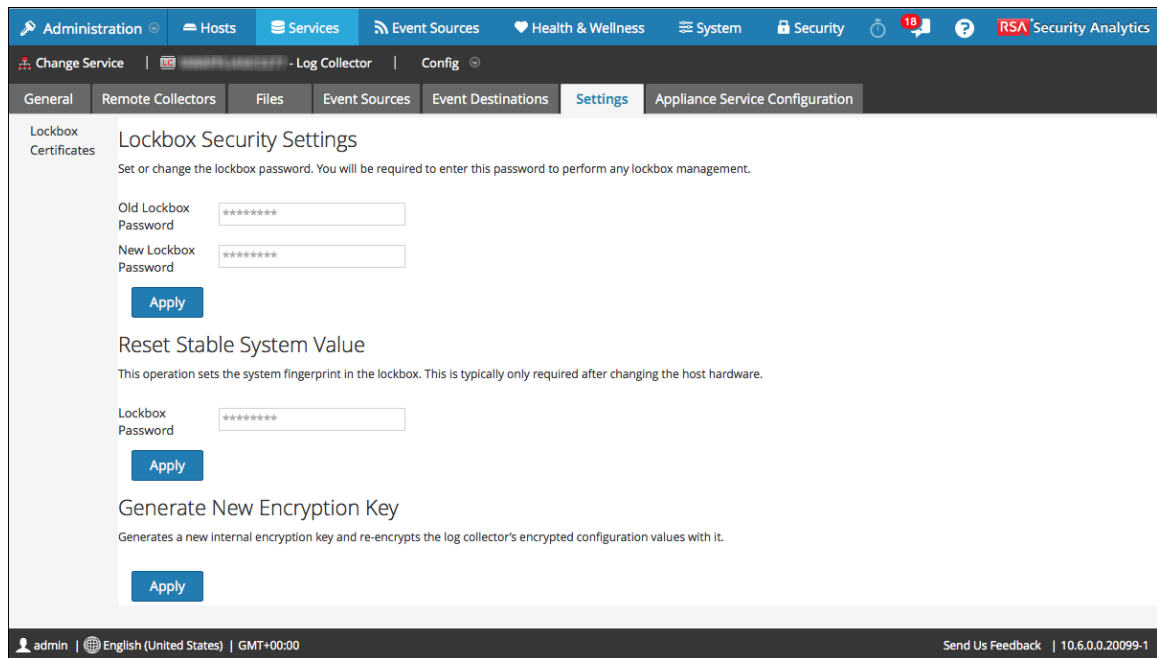 Administration Hosts Services Event Sources Health & Wellness System Security 18 ? RSA Security Analytics
Change Service | LC - Log Collector | Config
General Remote Collectors Files Event Sources Event Destinations Settings Appliance Service Configuration
Lockbox
Certificates
Lockbox Security Settings
Set or change the lockbox password. You will be required to enter this password to perform any lockbox management.
Old Lockbox
Password
********
New Lockbox
Password
********
Apply
Reset Stable System Value
This operation sets the system fingerprint in the lockbox. This is typically only required after changing the host hardware.
Lockbox
Password
********
Apply
Generate New Encryption Key
Generates a new internal encryption key and re-encrypts the log collector's encrypted configuration values with it.
Apply
admin | English (United States) | GMT+00:00 Send Us Feedback | 10.6.0.0.20099-1